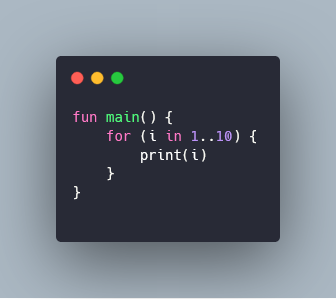 fun main() {
    for (i in 1..10) {
        print(i)
    }
}